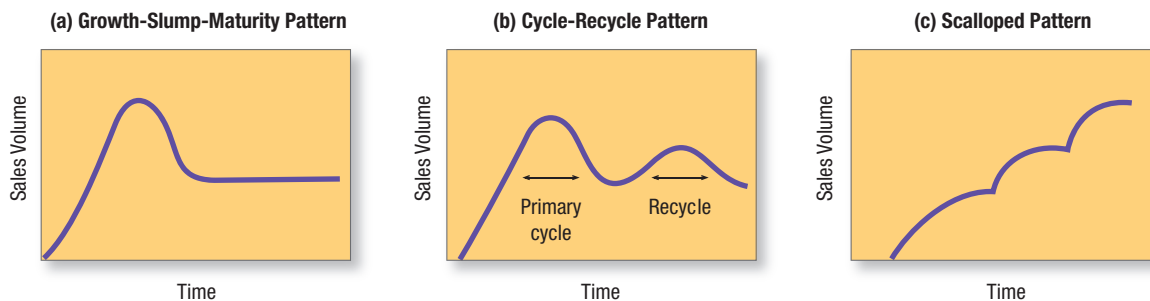 (a) Growth-Slump-Maturity Pattern
Sales Volume
Time
(b) Cycle-Recycle Pattern
Sales Volume
Primary
cycle
Recycle
Time
(c) Scalloped Pattern
Sales Volume
Time